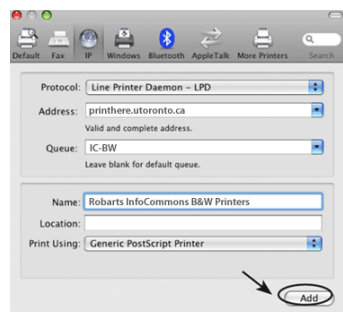 Default Fax IP Windows Bluetooth AppleTalk More Printers Search
Protocol: Line Printer Daemon - LPD
Address: printhere.utoronto.ca
Valid and complete address.
Queue: IC-BW
Leave blank for default queue.
Name: Robarts InfoCommons B&W Printers
Location:
Print Using: Generic PostScript Printer
Add